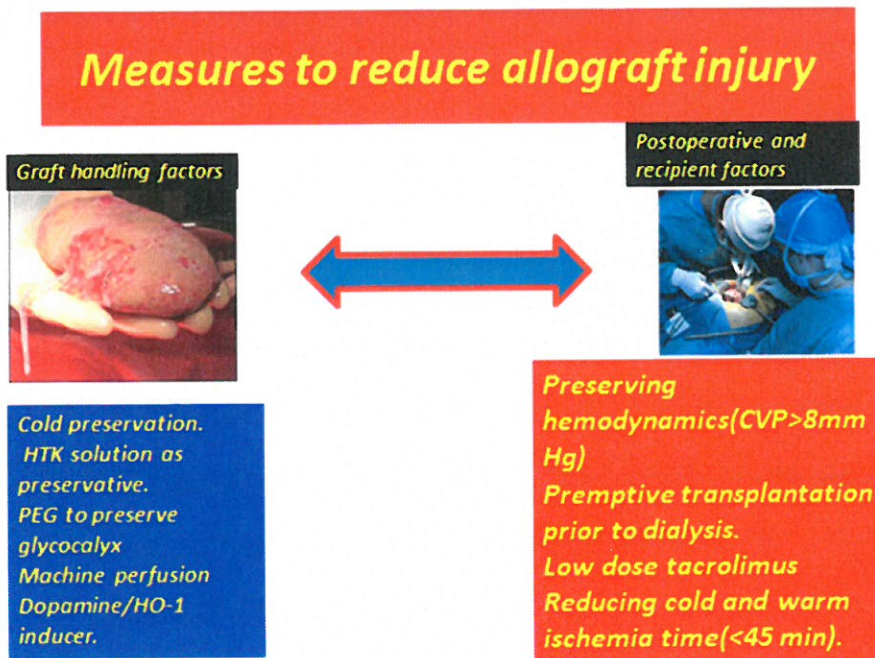 Measures to reduce allograft injury
Graft handling factors
Cold preservation.
HTK solution as
preservative.
PEG to preserve
glycocalyx
Machine perfusion
Dopamine/HO-1
inducer.
Postoperative and
recipient factors
Preserving
hemodynamics(CVP>8mm
Hg)
Premptive transplantation
prior to dialysis.
Low dose tacrolimus
Reducing cold and warm
ischemia time(<45 min).